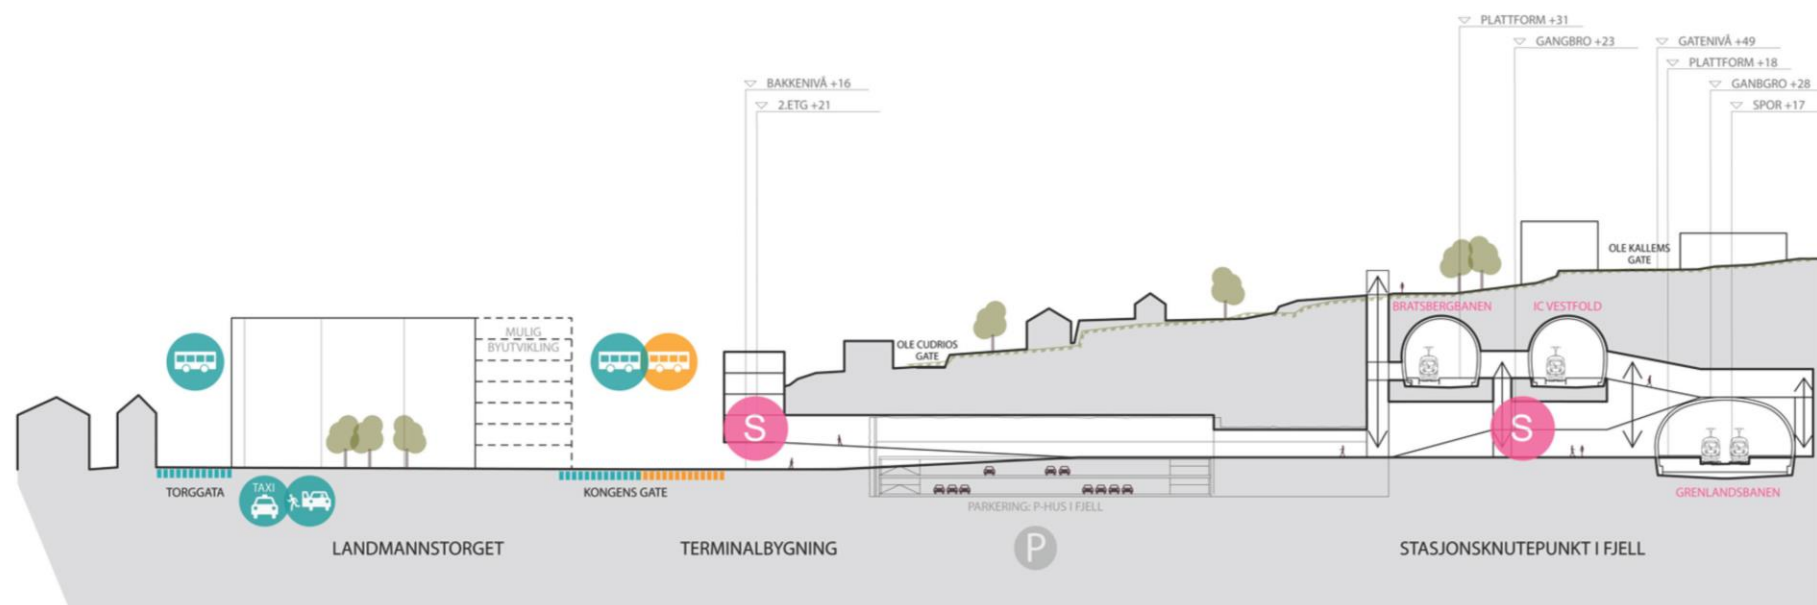 PLATTFORM +31
GANGBRO +23
GATENIVÅ +49
PLATTFORM +18
BAKKENIVÅ +16
GANBGRO +28
2.ETG +21
SPOR +17
OLE KALLEMS
GATE
BRATSBERGBANEN
IC VESTFOLD
MULIG
BYUTVIKLING
OLE CUDRIOS
GATE
S
S
TORGGATA
TAXI
KONGENS GATE
GRENLANDSBANEN
PARKERING: P-HUS I FJELL
P
LANDMANNSTORGET
TERMINALBYGNING
STASJONSKNUTEPUNKT I FJELL